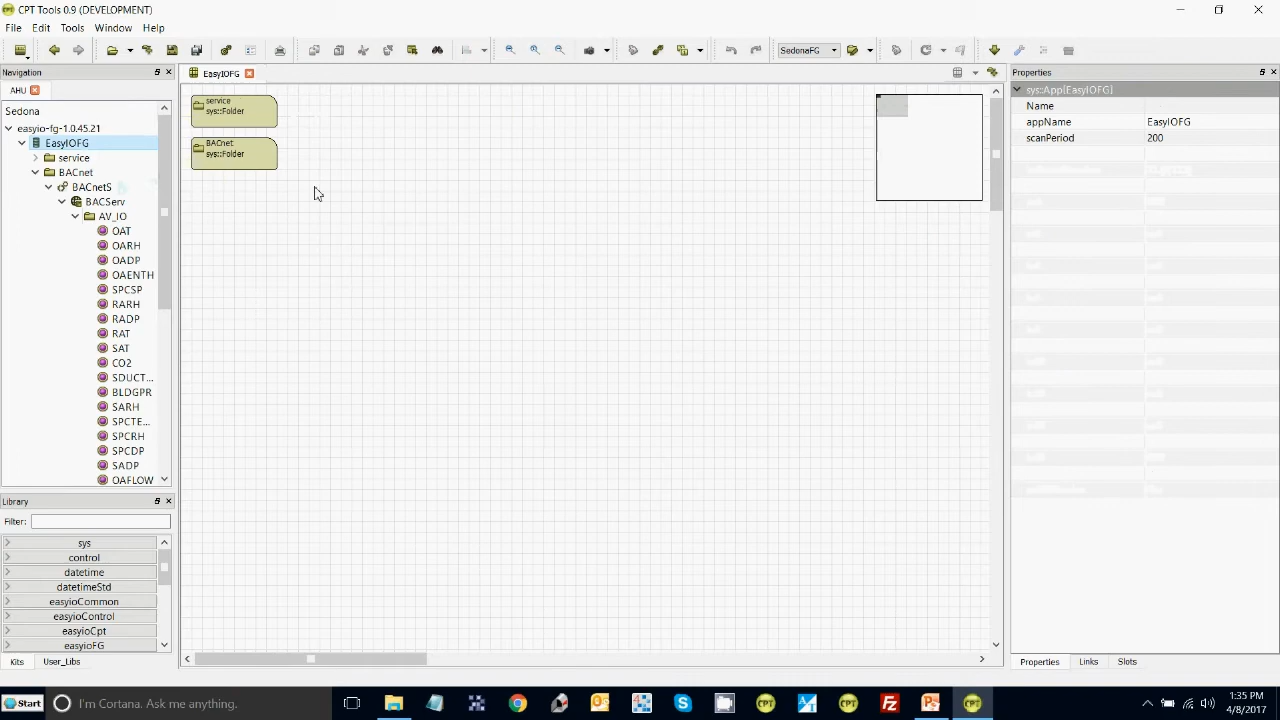 CPT Tools 0.9 (DEVELOPMENT)
File Edit Tools Window Help
SedonaFG
Navigation
AHU
Sedona
easyio-fg-1.0.45.21
EasyIOFG
service
BACnet
BACnetS
BACServ
AV_IO
OAT
OARH
OADP
OAENTH
SPCSP
RARH
RADP
RAT
SAT
CO2
SDUCT...
BLDGPR
SARH
SPCTE...
SPCRH
SPCDP
SADP
OAFLOW
Library
Filter:
sys
control
datetime
datetimeStd
easyioCommon
easyioControl
easyioCpt
easyioFG
Kits User_Libs
EasyIOFG
service
sys::Folder
BACnet
sys::Folder
Properties
sys::App[EasyIOFG]
Name
appName EasyIOFG
scanPeriod 200
Properties Links Slots
Start
I'm Cortana. Ask me anything.
1:35 PM
4/8/2017